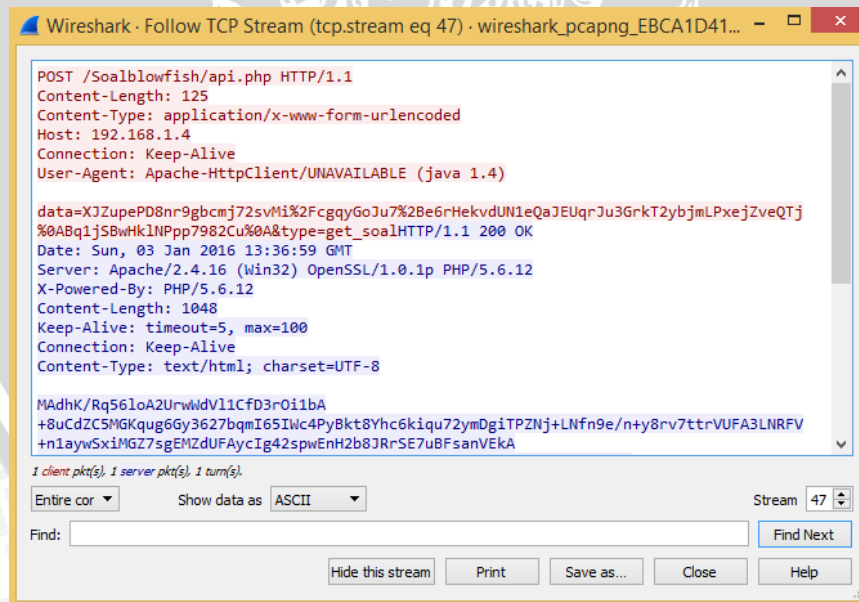 Wireshark · Follow TCP Stream (tcp.stream eq 47) · wireshark_pcapng_EBCA1D41...
POST /Soalblowfish/api.php HTTP/1.1
Content-Length: 125
Content-Type: application/x-www-form-urlencoded
Host: 192.168.1.4
Connection: Keep-Alive
User-Agent: Apache-HttpClient/UNAVAILABLE (java 1.4)
data=XJZupePD8nr9gbcmj72svMi%2FcgqyGoJu7%2Be6rHekvdUN1eQaJEUqrJu3GrkT2ybjmLPxejZveQTj
%0ABq1jSBwHklNPpp7982Cu%0A&type=get_soalHTTP/1.1 200 OK
Date: Sun, 03 Jan 2016 13:36:59 GMT
Server: Apache/2.4.16 (Win32) OpenSSL/1.0.1p PHP/5.6.12
X-Powered-By: PHP/5.6.12
Content-Length: 1048
Keep-Alive: timeout=5, max=100
Connection: Keep-Alive
Content-Type: text/html; charset=UTF-8
MAdhK/Rq56loA2UrwWdVl1CfD3rOi1bA
+8uCdZC5MGKqug6Gy3627bqmI65IWc4PyBkt8Yhc6kiqu72ymDgiTPZNj+LNfn9e/n+y8rv7ttrVUFA3LNRFV
+n1aywSxiMGZ7sgEMZdUFAycIg42spwEnH2b8JRrSE7uBFsanVEkA
1 client pkt(s), 1 server pkt(s), 1 turn(s).
Entire cor Show data as ASCII Stream 47
Find: Find Next
Hide this stream Print Save as... Close Help